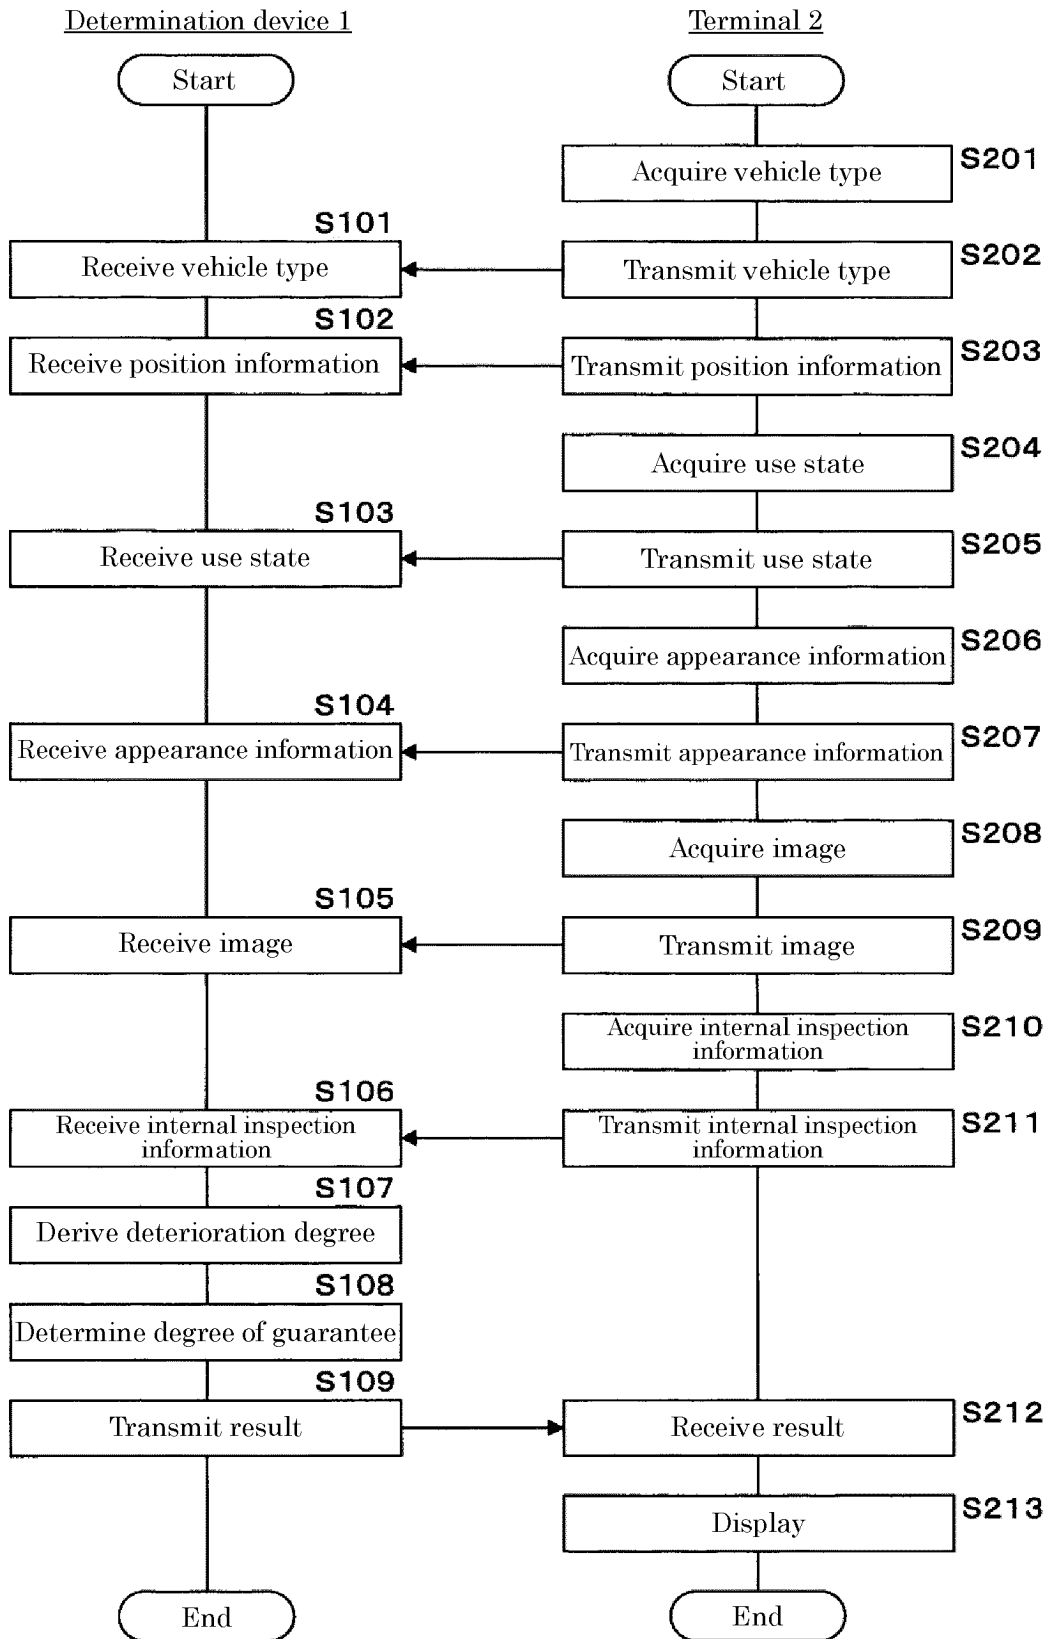 Determination device 1
Terminal 2
Start
Start
S201
Acquire vehicle type
S101
Receive vehicle type
S202
Transmit vehicle type
S102
Receive position information
S203
Transmit position information
S204
Acquire use state
S103
Receive use state
S205
Transmit use state
S206
Acquire appearance information
S104
Receive appearance information
S207
Transmit appearance information
S208
Acquire image
S105
Receive image
S209
Transmit image
S210
Acquire internal inspection
information
S106
Receive internal inspection
information
S211
Transmit internal inspection
information
S107
Derive deterioration degree
S108
Determine degree of guarantee
S109
Transmit result
S212
Receive result
S213
Display
End
End